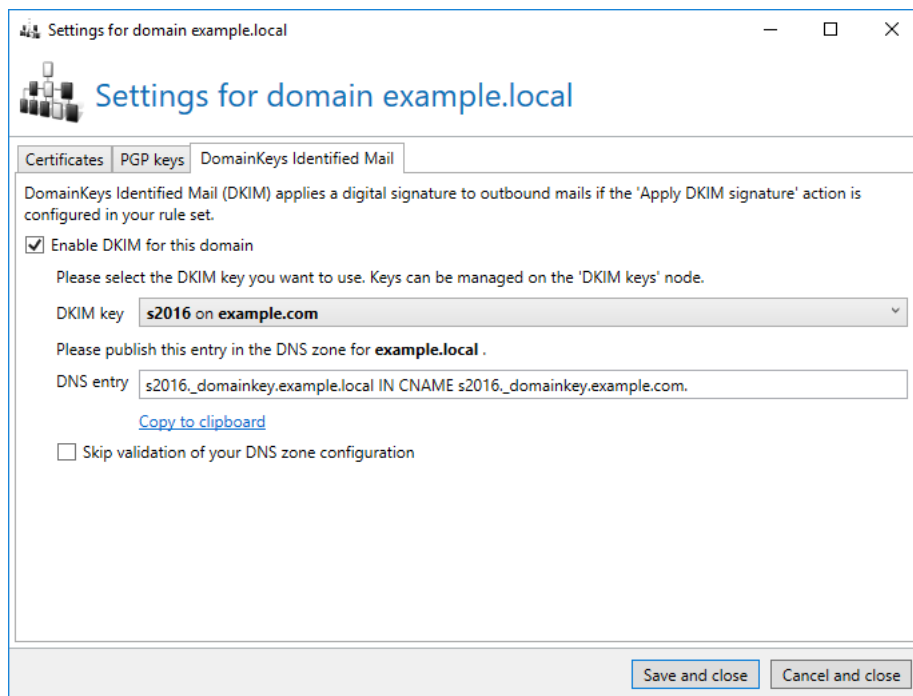 Settings for domain example.local
Settings for domain example.local
Certificates PGP keys DomainKeys Identified Mail
DomainKeys Identified Mail (DKIM) applies a digital signature to outbound mails if the 'Apply DKIM signature' action is
configured in your rule set.
Enable DKIM for this domain
Please select the DKIM key you want to use. Keys can be managed on the 'DKIM keys' node.
DKIM key s2016 on example.com
Please publish this entry in the DNS zone for example.local .
DNS entry s2016._domainkey.example.local IN CNAME s2016._domainkey.example.com.
Copy to clipboard
Skip validation of your DNS zone configuration
Save and close Cancel and close